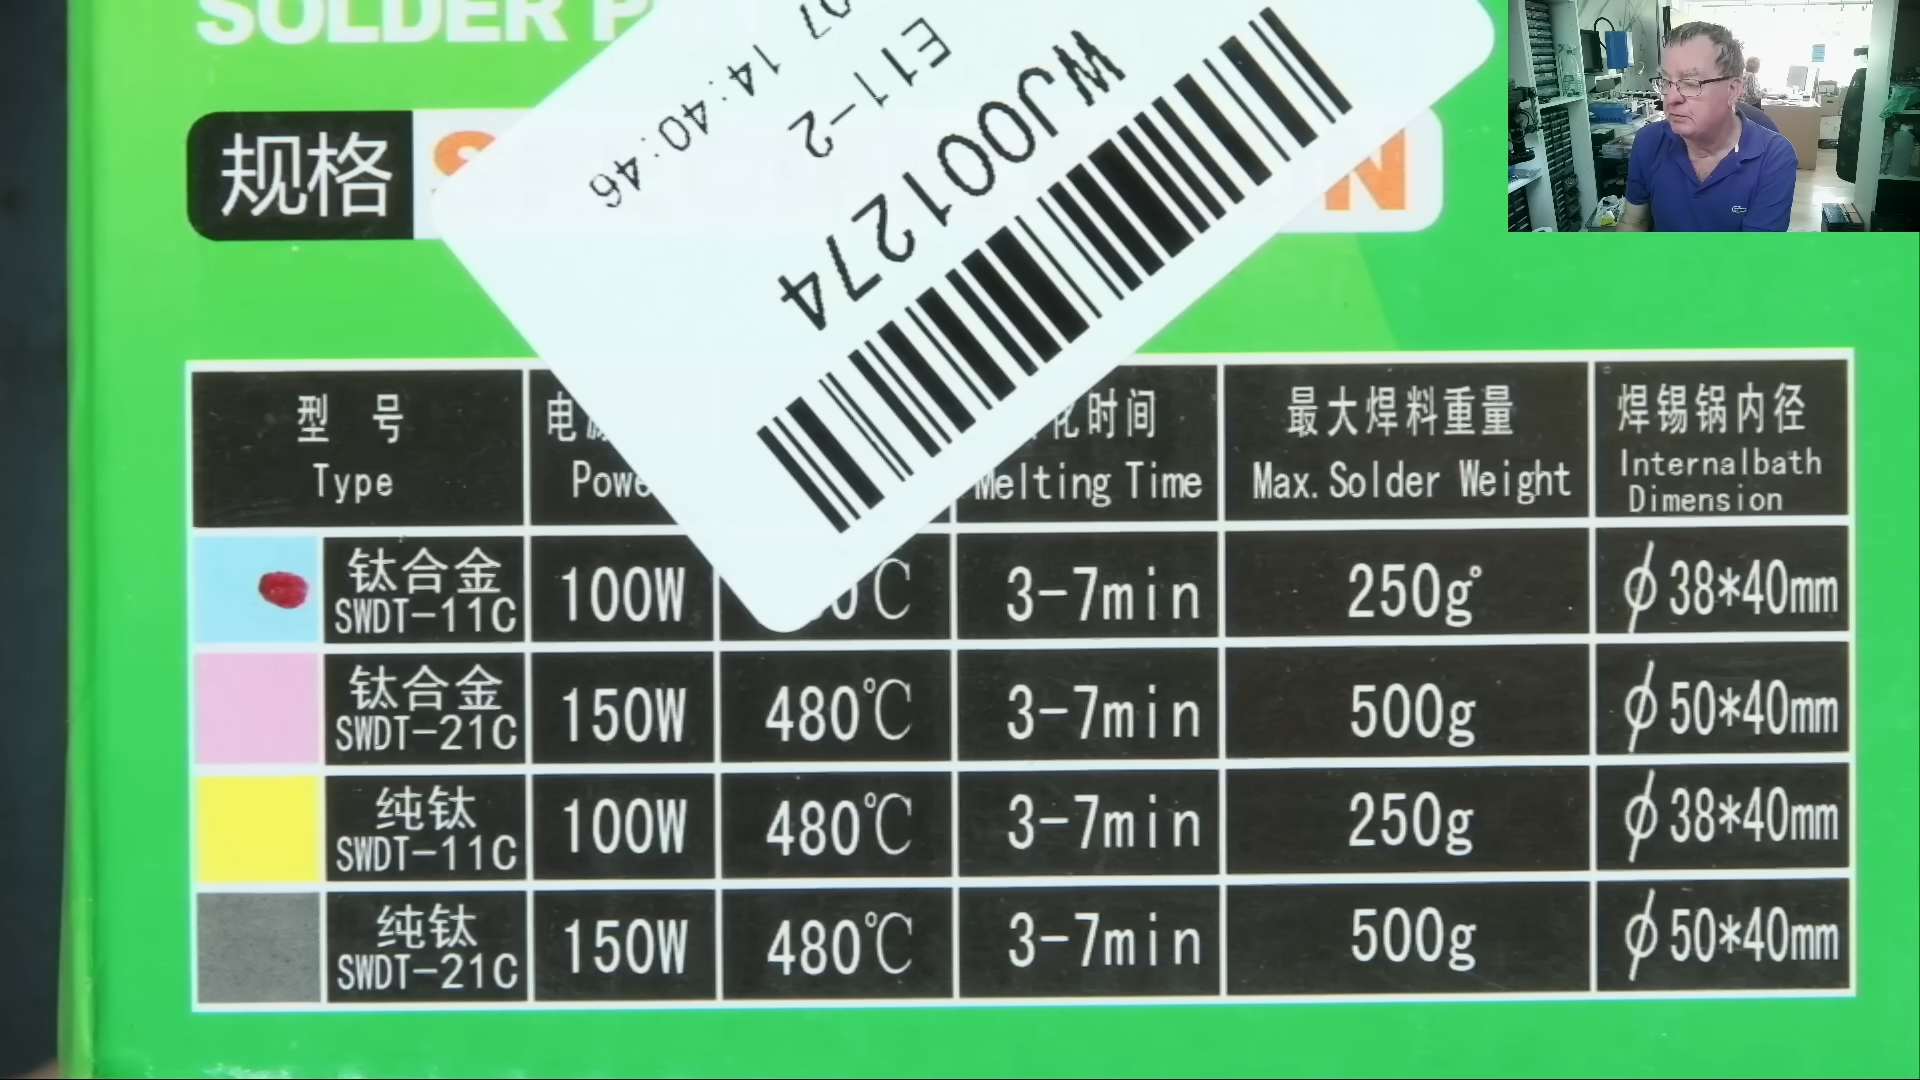 SOLDER P
07 14:40:46
E11-2
WJ001274
规格 S N
型 号 电源 化时间 最大焊料重量 焊锡锅内径
Type Powe Melting Time Max.Solder Weight Internalbath
Dimension
钛合金
SWDT-11C 100W 0℃ 3-7min 250g ϕ38*40mm
钛合金
SWDT-21C 150W 480℃ 3-7min 500g ϕ50*40mm
纯钛
SWDT-11C 100W 480℃ 3-7min 250g ϕ38*40mm
纯钛
SWDT-21C 150W 480℃ 3-7min 500g ϕ50*40mm